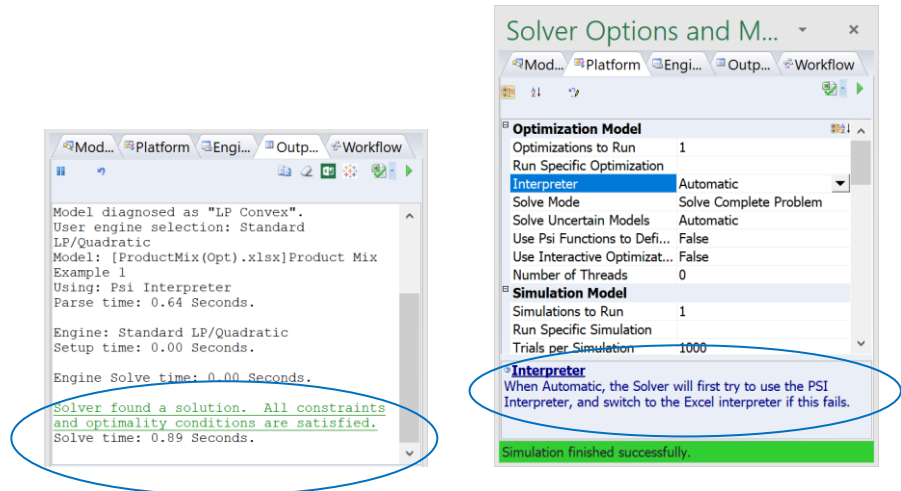 Mod... Platform Engi... Outp... Workflow
Model diagnosed as "LP Convex".
User engine selection: Standard
LP/Quadratic
Model: [ProductMix(Opt).xlsx]Product Mix
Example 1
Using: Psi Interpreter
Parse time: 0.64 Seconds.
Engine: Standard LP/Quadratic
Setup time: 0.00 Seconds.
Engine Solve time: 0.00 Seconds.
Solver found a solution.  All constraints
and optimality conditions are satisfied.
Solve time: 0.89 Seconds.
Solver Options and M...
Mod... Platform Engi... Outp... Workflow
Optimization Model
Optimizations to Run 1
Run Specific Optimization
Interpreter Automatic
Solve Mode Solve Complete Problem
Solve Uncertain Models Automatic
Use Psi Functions to Defi... False
Use Interactive Optimizat... False
Number of Threads 0
Simulation Model
Simulations to Run 1
Run Specific Simulation
Trials per Simulation 1000
Interpreter
When Automatic, the Solver will first try to use the PSI
Interpreter, and switch to the Excel interpreter if this fails.
Simulation finished successfully.